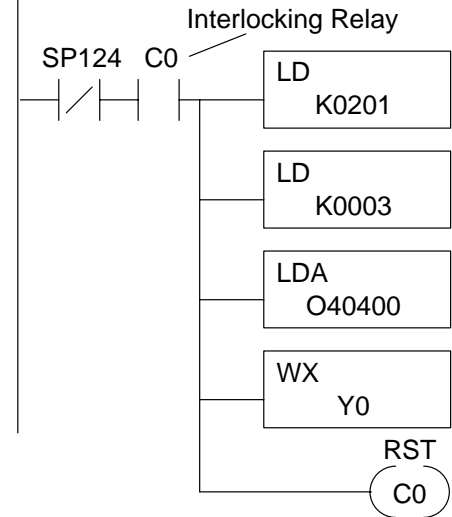 Interlocking Relay
SP124 C0
LD
K0201
LD
K0003
LDA
O40400
WX
Y0
RST
C0